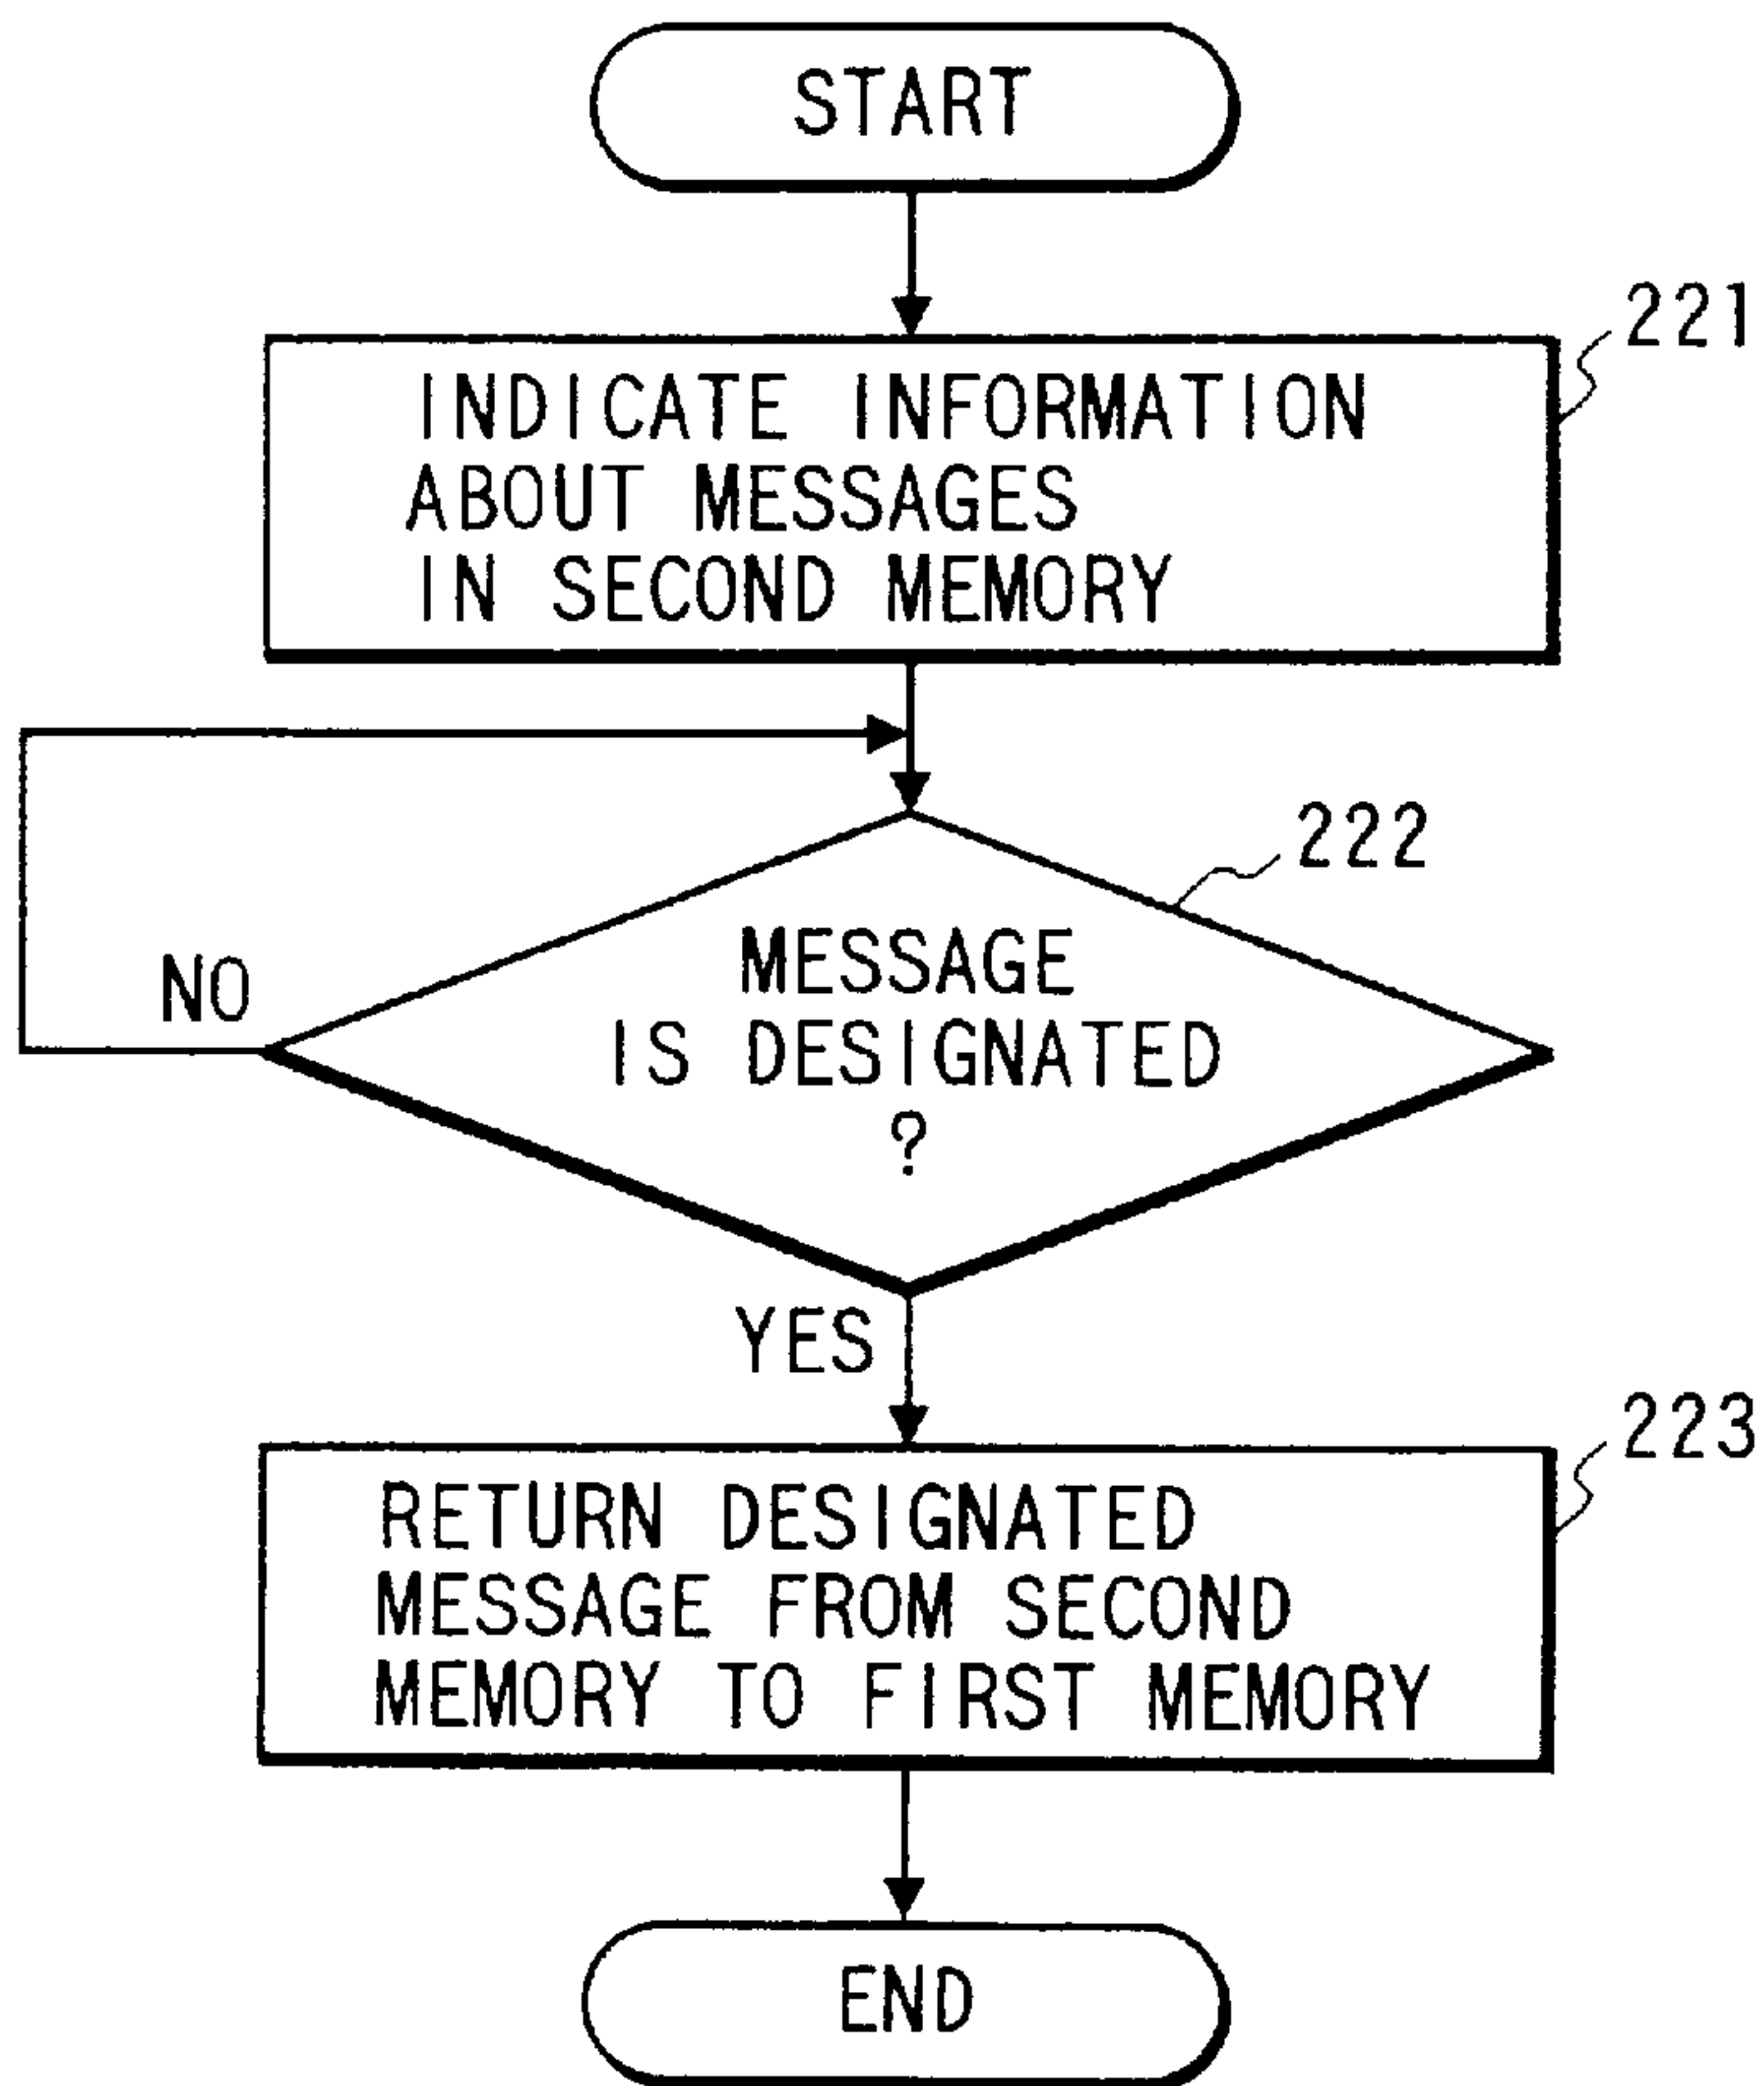 START
221
INDICATE INFORMATION
ABOUT MESSAGES
IN SECOND MEMORY
222
MESSAGE
IS DESIGNATED
?
NO
YES
223
RETURN DESIGNATED
MESSAGE FROM SECOND
MEMORY TO FIRST MEMORY
END